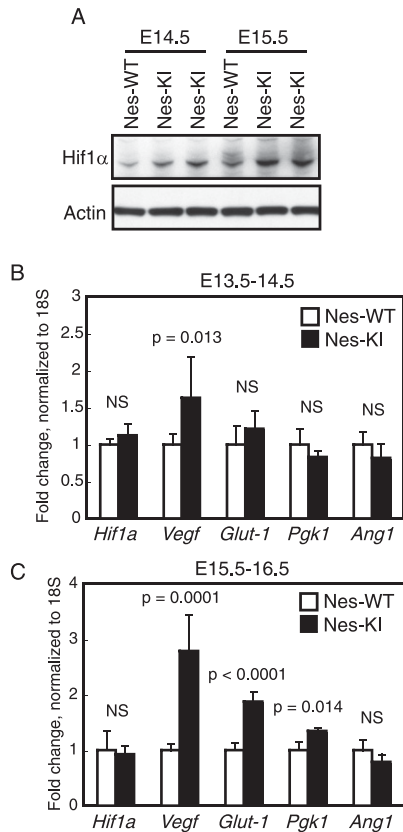 A
E14.5 E15.5
Nes-WT Nes-KI Nes-KI Nes-WT Nes-KI Nes-KI
Hif1α
Actin
B
E13.5-14.5
Fold change, normalized to 18S
3
2.5
2
1.5
1
0.5
0
Nes-WT
Nes-KI
NS p = 0.013 NS NS NS
Hif1a Vegf Glut-1 Pgk1 Ang1
C
E15.5-16.5
Fold change, normalized to 18S
4
3
2
1
0
Nes-WT
Nes-KI
NS p = 0.0001 p < 0.0001 p = 0.014 NS
Hif1a Vegf Glut-1 Pgk1 Ang1